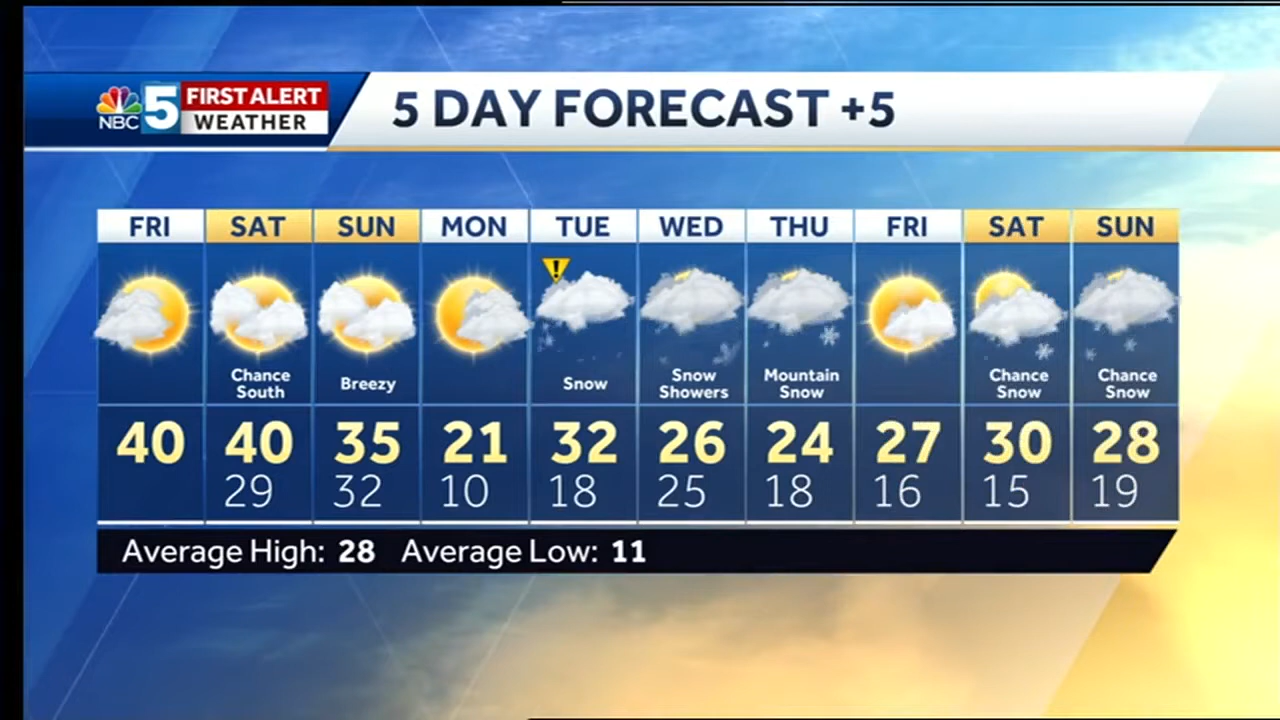 NBC 5 FIRST ALERT WEATHER
5 DAY FORECAST +5
FRI SAT SUN MON TUE WED THU FRI SAT SUN
!
Chance South
Breezy
Snow
Snow Showers
Mountain Snow
Chance Snow
Chance Snow
40 40 35 21 32 26 24 27 30 28
29 32 10 18 25 18 16 15 19
Average High: 28 Average Low: 11